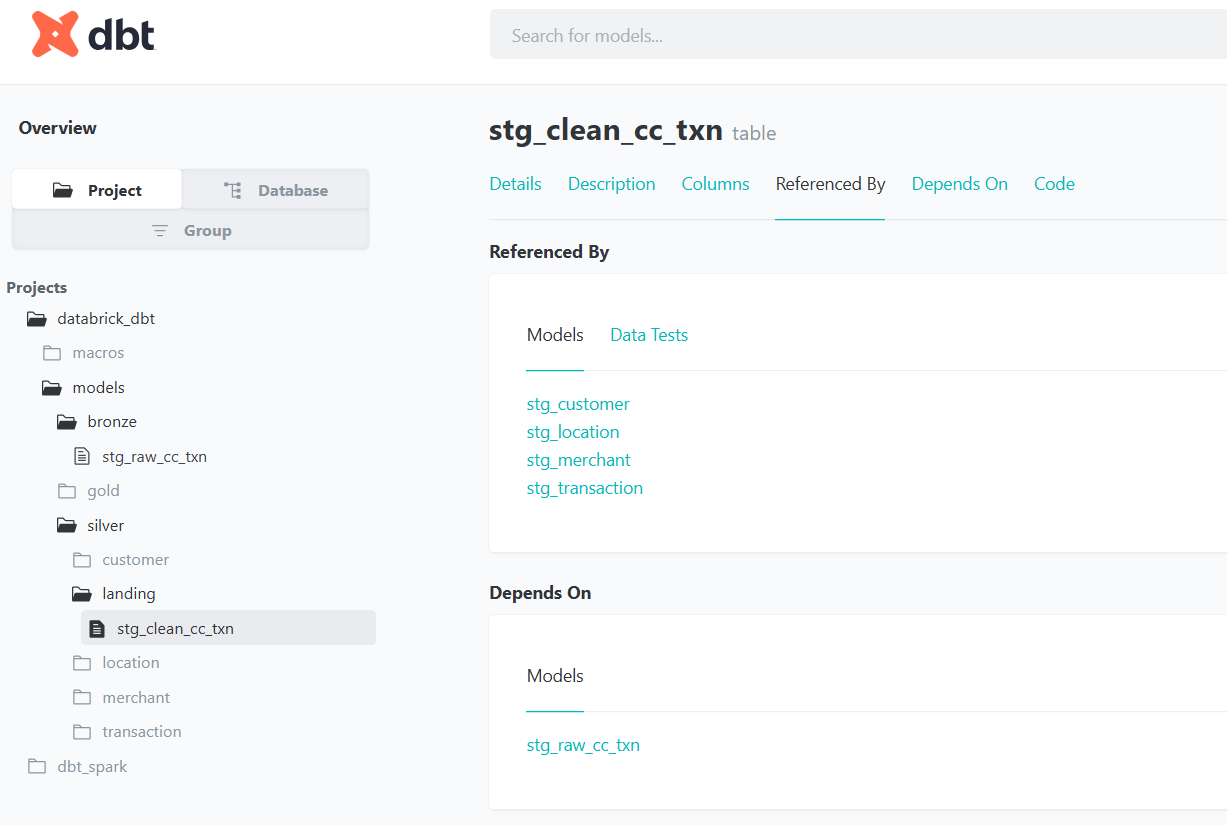 dbt
Search for models...
Overview
Project
Database
Group
Projects
databrick_dbt
macros
models
bronze
stg_raw_cc_txn
gold
silver
customer
landing
stg_clean_cc_txn
location
merchant
transaction
dbt_spark
stg_clean_cc_txn table
Details Description Columns Referenced By Depends On Code
Referenced By
Models Data Tests
stg_customer
stg_location
stg_merchant
stg_transaction
Depends On
Models
stg_raw_cc_txn